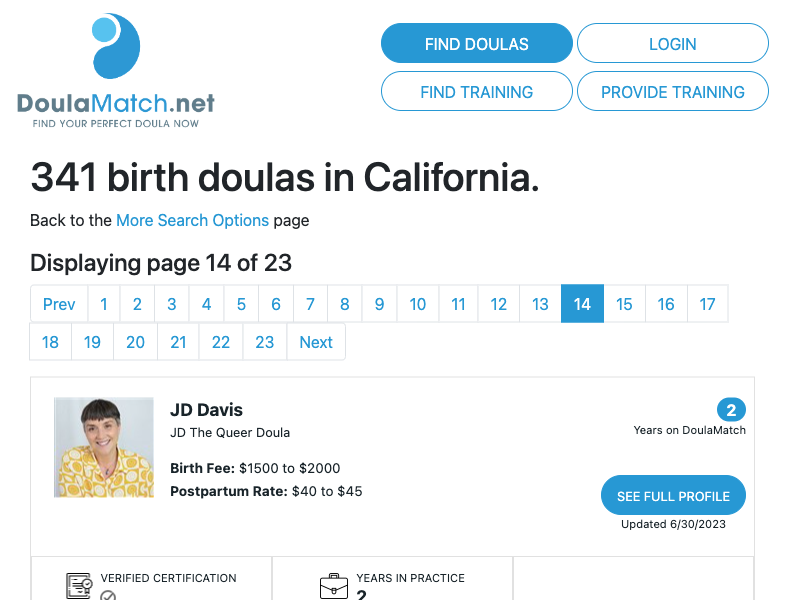 DoulaMatch.net
FIND YOUR PERFECT DOULA NOW
FIND DOULAS
LOGIN
FIND TRAINING
PROVIDE TRAINING
341 birth doulas in California.
Back to the More Search Options page
Displaying page 14 of 23
Prev 1 2 3 4 5 6 7 8 9 10 11 12 13 14 15 16 17
18 19 20 21 22 23 Next
JD Davis
JD The Queer Doula
Birth Fee: $1500 to $2000
Postpartum Rate: $40 to $45
2
Years on DoulaMatch
SEE FULL PROFILE
Updated 6/30/2023
VERIFIED CERTIFICATION
YEARS IN PRACTICE
2